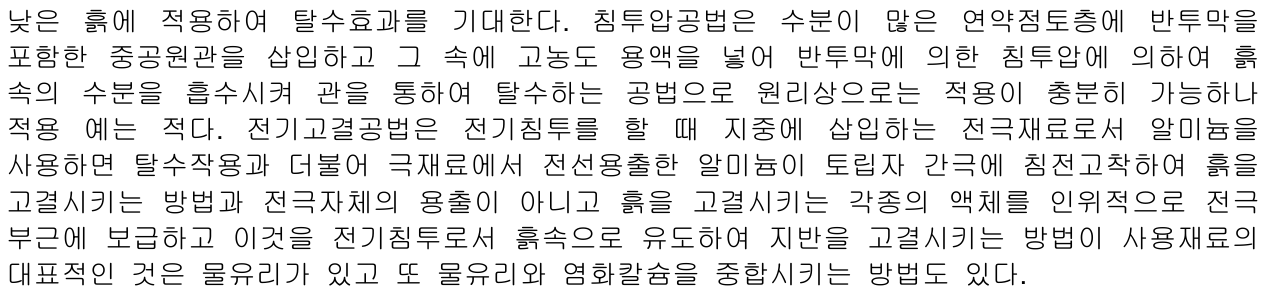 낮은 흙에 적용하여 탈수효과를 기대한다. 침투압공법은 수분이 많은 연약점토층에 반투막을
포함한 중공원관을 삽입하고 그 속에 고농도 용액을 넣어 반투막에 의한 침투압에 의하여 흙
속의 수분을 흡수시켜 관을 통하여 탈수하는 공법으로 원리상으로는 적용이 충분히 가능하나
적용 예는 적다. 전기고결공법은 전기침투를 할 때 지중에 삽입하는 전극재료로서 알미늄을
사용하면 탈수작용과 더불어 극재료에서 전선용출한 알미늄이 토립자 간극에 침전고착하여 흙을
고결시키는 방법과 전극자체의 용출이 아니고 흙을 고결시키는 각종의 액체를 인위적으로 전극
부근에 보급하고 이것을 전기침투로서 흙속으로 유도하여 지반을 고결시키는 방법이 사용재료의
대표적인 것은 물유리가 있고 또 물유리와 염화칼슘을 중합시키는 방법도 있다.